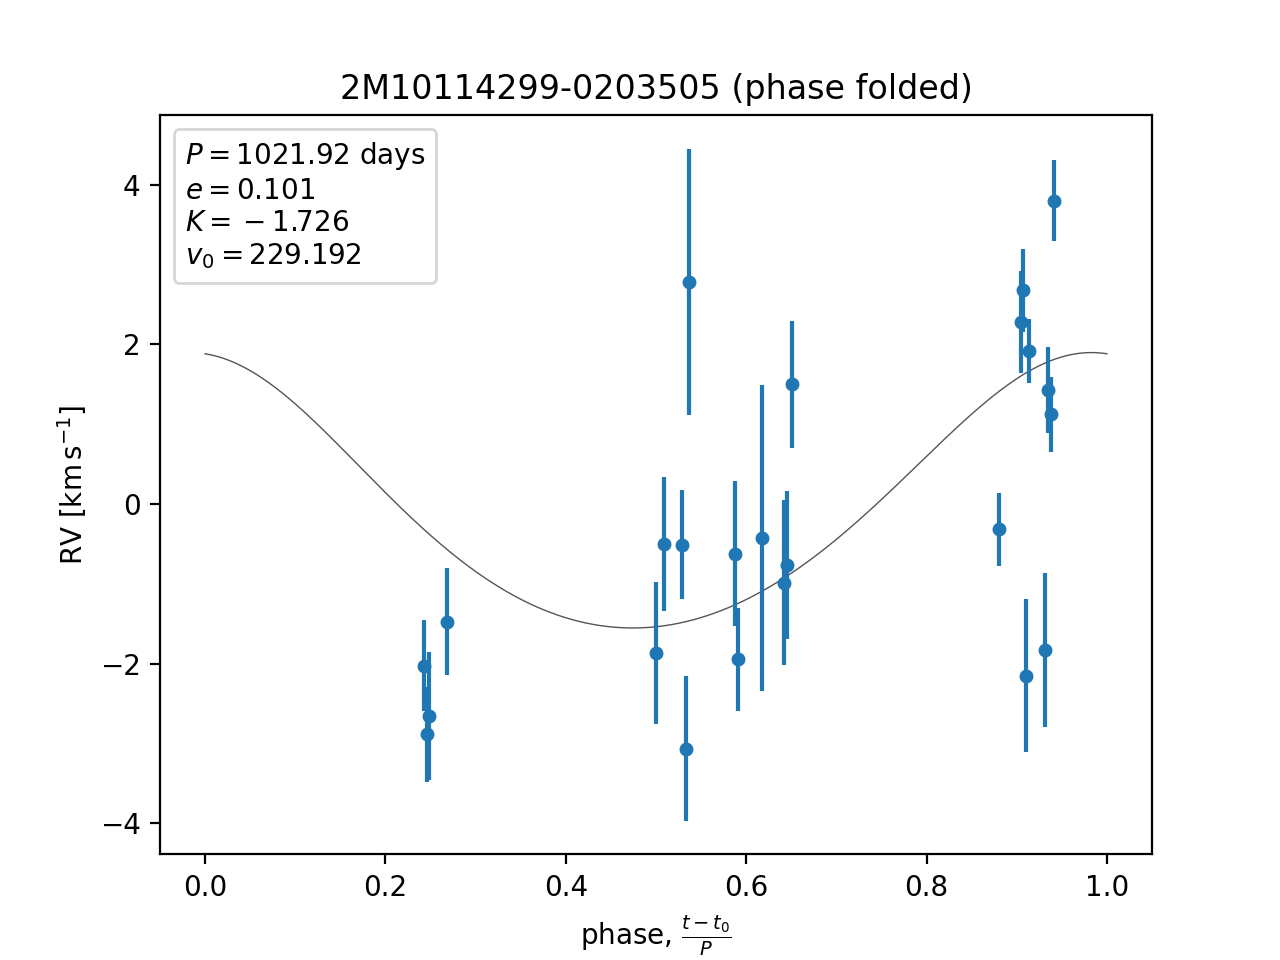 2M10114299-0203505 (phase folded)
P = 1021.92 days
e = 0.101
K = −1.726
v₀ = 229.192
4
2
0
−2
−4
RV [km s⁻¹]
0.0 0.2 0.4 0.6 0.8 1.0
phase, (t − t₀)/P